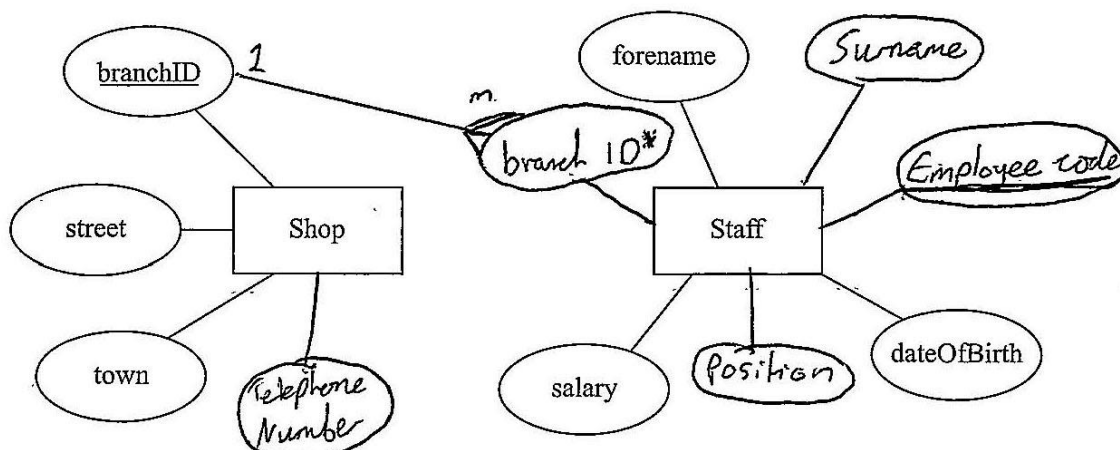 branchID
1
m.
forename
Surname
branch ID*
Employee code
street
Shop
Staff
town
Telephone
Number
salary
Position
dateOfBirth